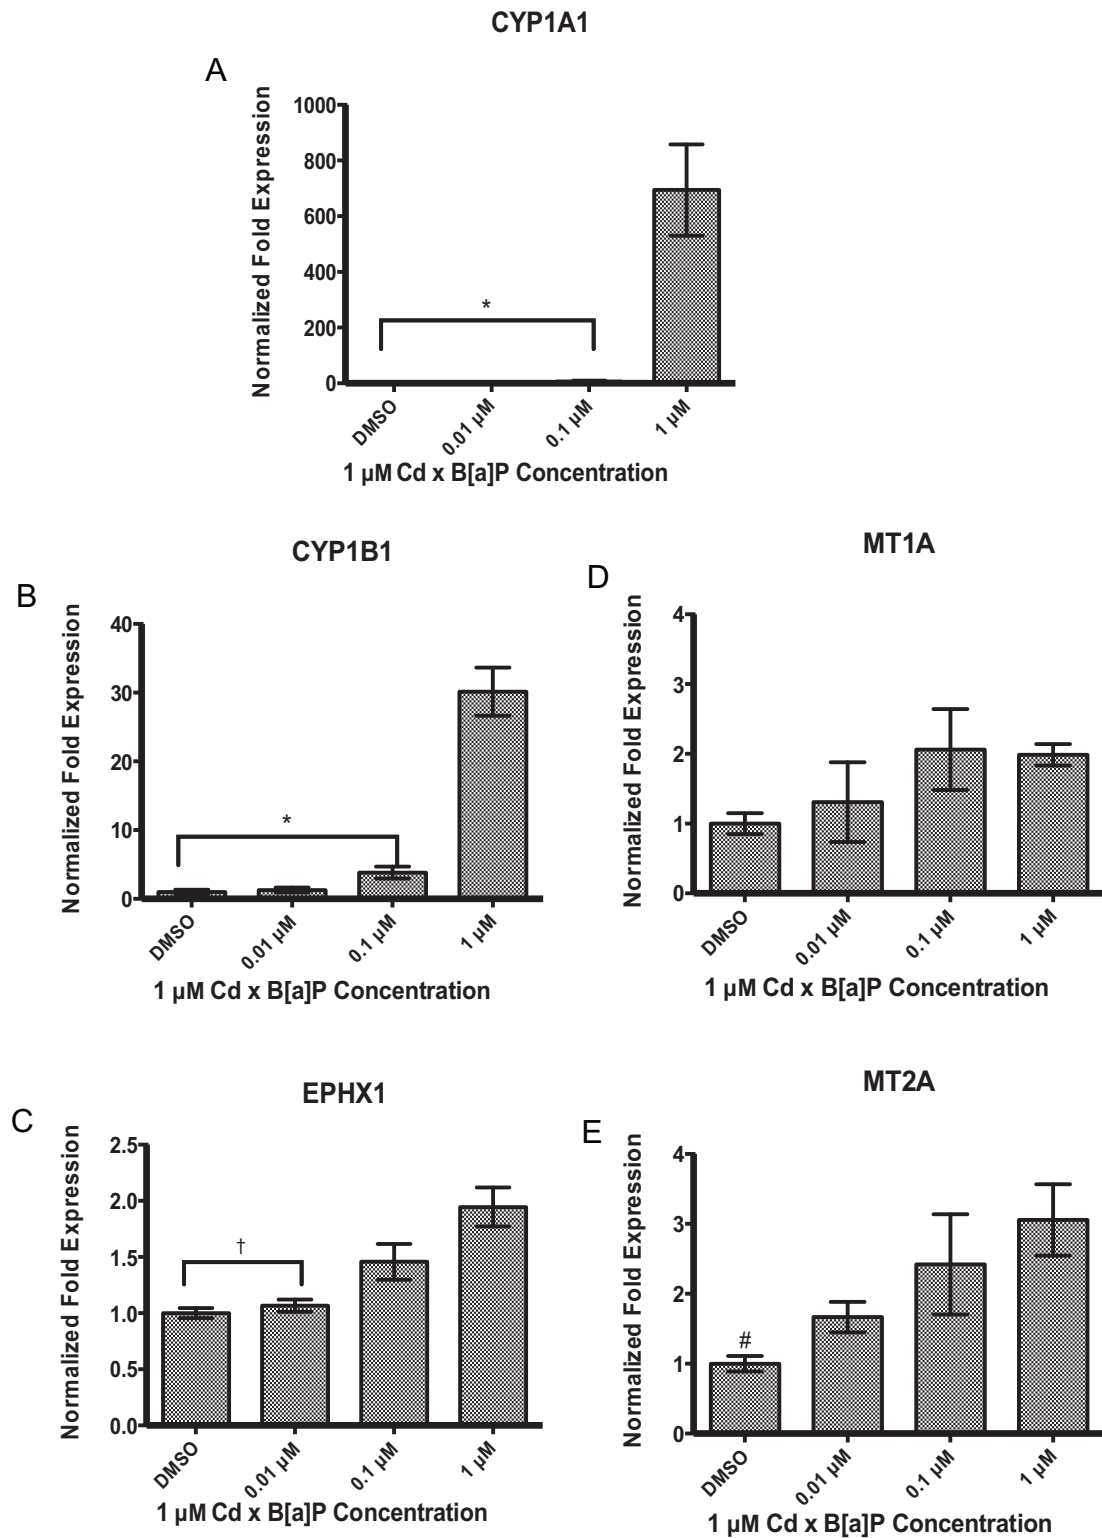 CYP1A1
A
Normalized Fold Expression
1000
800
600
400
200
0
*
DMSO
0.01 µM
0.1 µM
1 µM
1 µM Cd x B[a]P Concentration
CYP1B1
B
Normalized Fold Expression
40
30
20
10
0
*
DMSO
0.01 µM
0.1 µM
1 µM
1 µM Cd x B[a]P Concentration
EPHX1
C
Normalized Fold Expression
2.5
2.0
1.5
1.0
0.5
0.0
†
DMSO
0.01 µM
0.1 µM
1 µM
1 µM Cd x B[a]P Concentration
MT1A
D
Normalized Fold Expression
4
3
2
1
0
DMSO
0.01 µM
0.1 µM
1 µM
1 µM Cd x B[a]P Concentration
MT2A
E
Normalized Fold Expression
4
3
2
1
0
#
DMSO
0.01 µM
0.1 µM
1 µM
1 µM Cd x B[a]P Concentration